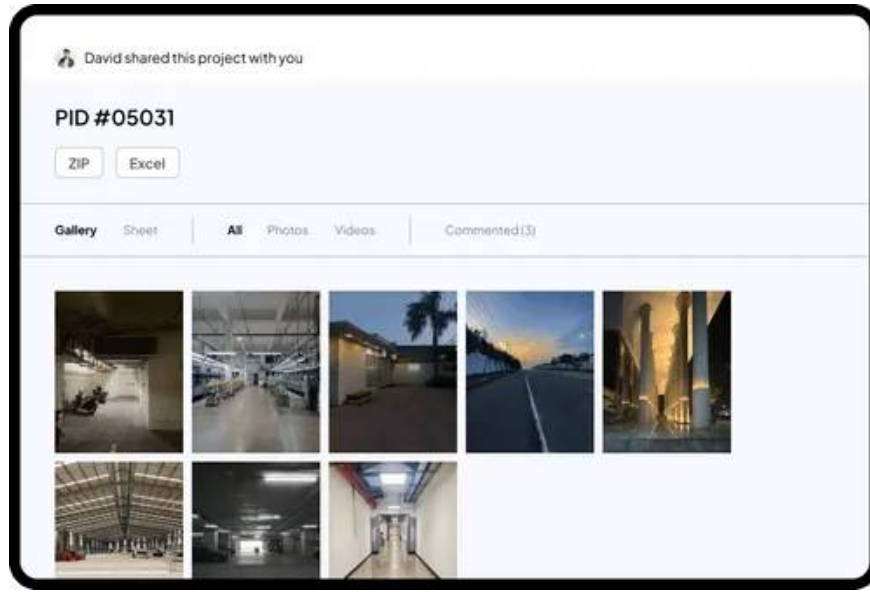 David shared this project with you
PID #05031
ZIP Excel
Gallery Sheet All Photos Videos Commented (3)